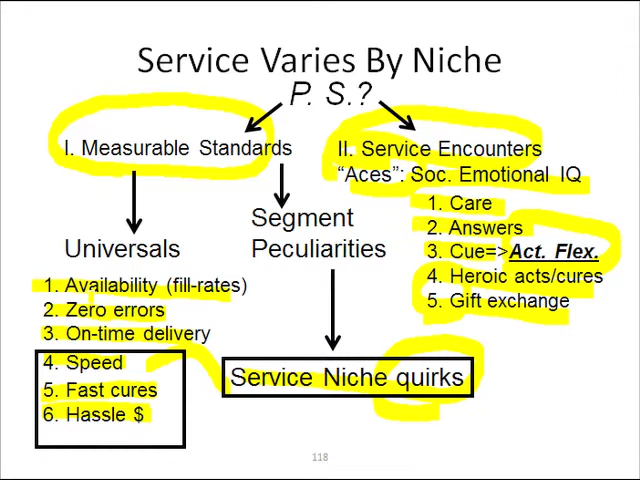 Service Varies By Niche
P. S.?
I. Measurable Standards
II. Service Encounters
“Aces”: Soc. Emotional IQ
1. Care
2. Answers
3. Cue=>Act. Flex.
4. Heroic acts/cures
5. Gift exchange
Segment
Peculiarities
Universals
1. Availability (fill-rates)
2. Zero errors
3. On-time delivery
4. Speed
5. Fast cures
6. Hassle $
Service Niche quirks
118